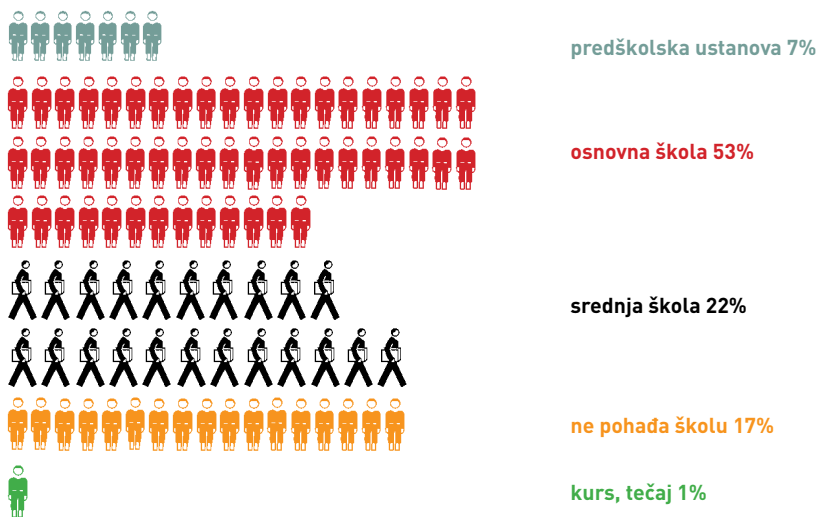 predškolska ustanova 7%
osnovna škola 53%
srednja škola 22%
ne pohađa školu 17%
kurs, tečaj 1%